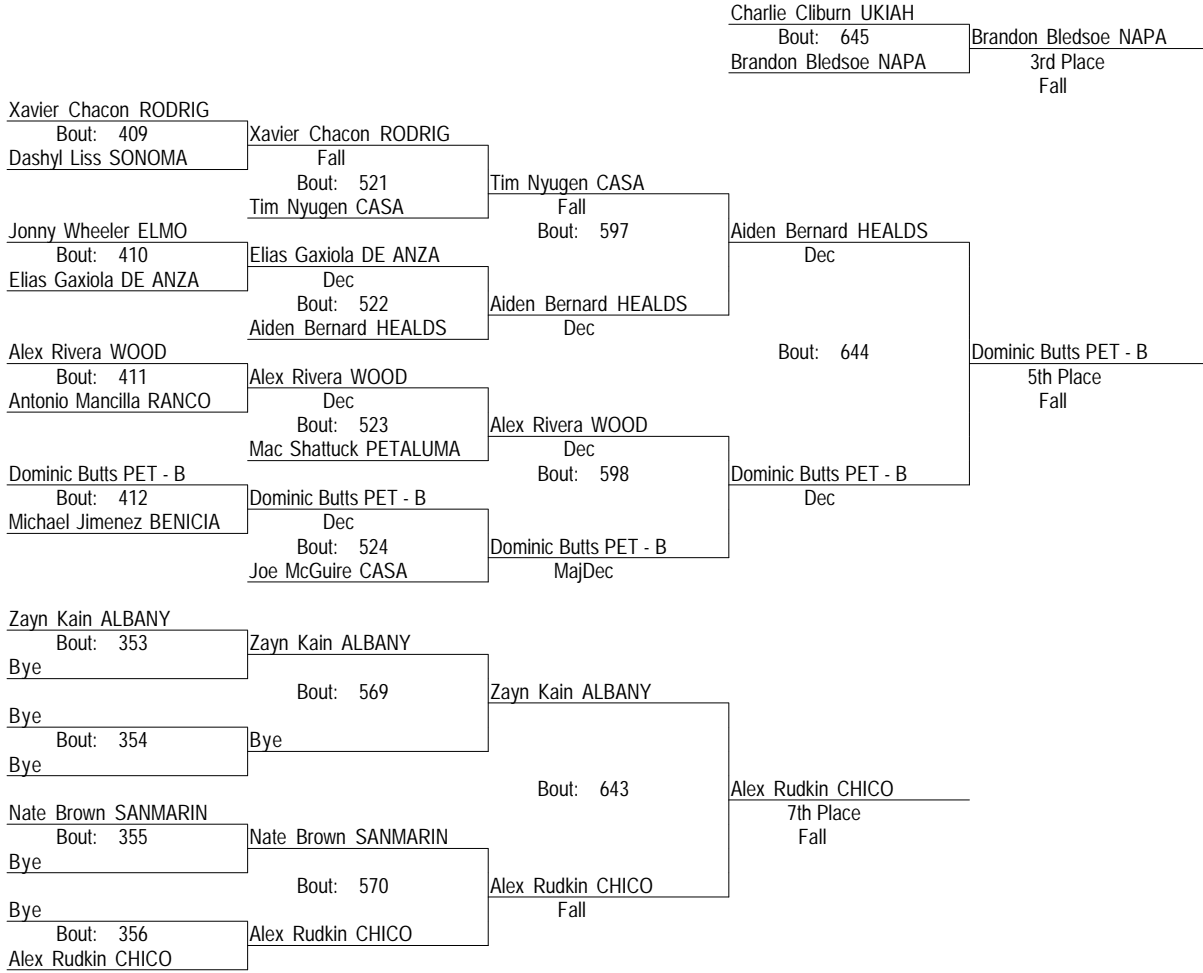 Charlie Cliburn UKIAH
Bout: 645
Brandon Bledsoe NAPA
Brandon Bledsoe NAPA
3rd Place
Fall
Xavier Chacon RODRIG
Bout: 409
Dashyl Liss SONOMA
Xavier Chacon RODRIG
Fall
Bout: 521
Tim Nyugen CASA
Tim Nyugen CASA
Fall
Bout: 597
Jonny Wheeler ELMO
Bout: 410
Elias Gaxiola DE ANZA
Elias Gaxiola DE ANZA
Dec
Bout: 522
Aiden Bernard HEALDS
Aiden Bernard HEALDS
Dec
Aiden Bernard HEALDS
Dec
Bout: 644
Dominic Butts PET - B
5th Place
Fall
Alex Rivera WOOD
Bout: 411
Antonio Mancilla RANCO
Alex Rivera WOOD
Dec
Bout: 523
Mac Shattuck PETALUMA
Alex Rivera WOOD
Dec
Bout: 598
Dominic Butts PET - B
Dec
Dominic Butts PET - B
Bout: 412
Michael Jimenez BENICIA
Dominic Butts PET - B
Dec
Bout: 524
Joe McGuire CASA
Dominic Butts PET - B
MajDec
Zayn Kain ALBANY
Bout: 353
Bye
Zayn Kain ALBANY
Bout: 569
Zayn Kain ALBANY
Bye
Bout: 354
Bye
Bye
Bout: 643
Alex Rudkin CHICO
7th Place
Fall
Nate Brown SANMARIN
Bout: 355
Bye
Nate Brown SANMARIN
Bout: 570
Alex Rudkin CHICO
Fall
Bye
Bout: 356
Alex Rudkin CHICO
Alex Rudkin CHICO